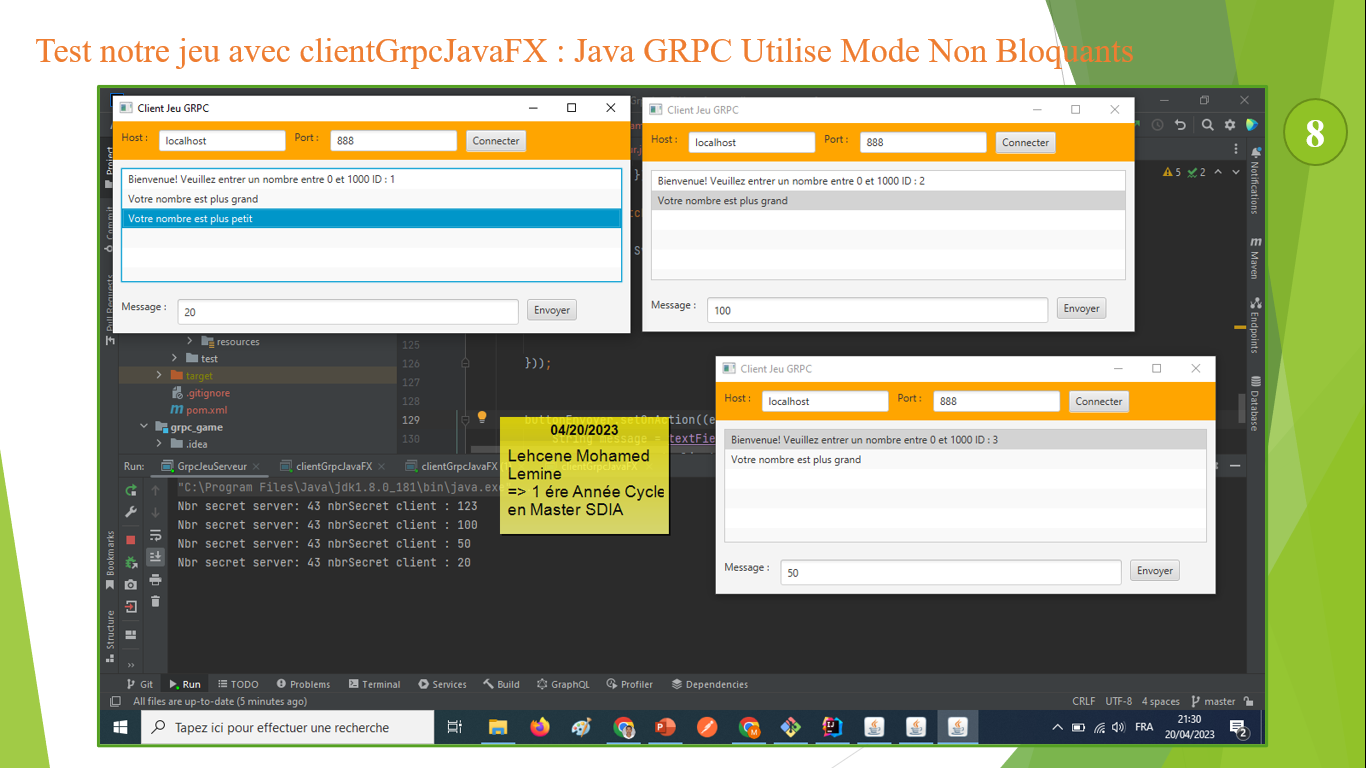 Test notre jeu avec clientGrpcJavaFX : Java GRPC Utilise Mode Non Bloquants
8
Client Jeu GRPC
Host :
localhost
Port :
888
Connecter
Bienvenue! Veuillez entrer un nombre entre 0 et 1000 ID : 1
Votre nombre est plus grand
Votre nombre est plus petit
Message :
20
Envoyer
Client Jeu GRPC
Host :
localhost
Port :
888
Connecter
Bienvenue! Veuillez entrer un nombre entre 0 et 1000 ID : 2
Votre nombre est plus grand
Message :
100
Envoyer
Client Jeu GRPC
Host :
localhost
Port :
888
Connecter
Bienvenue! Veuillez entrer un nombre entre 0 et 1000 ID : 3
Votre nombre est plus grand
Message :
50
Envoyer
Project
Commit
Pull Requests
5
2
Notifications
Maven
Endpoints
Database
resources
test
target
.gitignore
pom.xml
grpc_game
.idea
125
126
}));
127
128
129
buttonEnvoyer.setOnAction((e
130
String message = textFie
04/20/2023
Lehcene Mohamed
Lemine
=> 1 ére Année Cycle
en Master SDIA
Run:
GrpcJeuServeur
clientGrpcJavaFX
clientGrpcJavaFX
clientGrpcJavaFX
"C:\Program Files\Java\jdk1.8.0_181\bin\java.exe
Nbr secret server: 43 nbrSecret client : 123
Nbr secret server: 43 nbrSecret client : 100
Nbr secret server: 43 nbrSecret client : 50
Nbr secret server: 43 nbrSecret client : 20
Bookmarks
Structure
Git
Run
TODO
Problems
Terminal
Services
Build
GraphQL
Profiler
Dependencies
All files are up-to-date (5 minutes ago)
CRLF
UTF-8
4 spaces
master
Tapez ici pour effectuer une recherche
FRA
21:30
20/04/2023
2